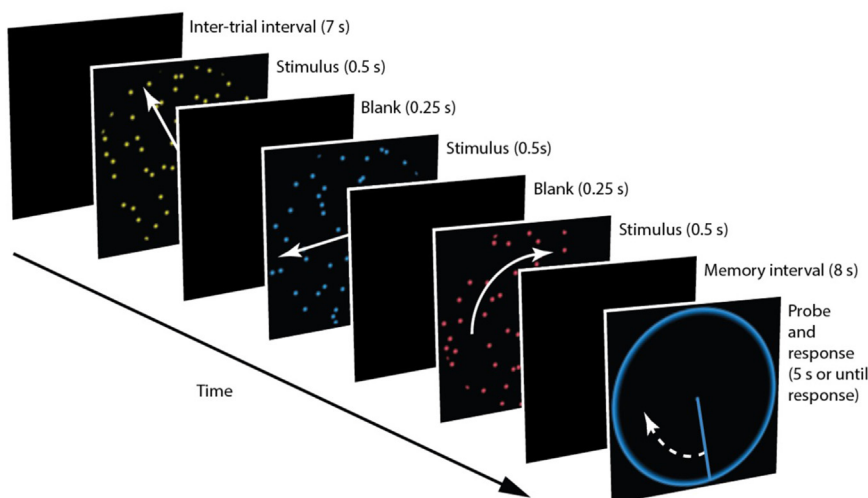 Inter-trial interval (7 s)
Stimulus (0.5 s)
Blank (0.25 s)
Stimulus (0.5s)
Blank (0.25 s)
Stimulus (0.5 s)
Memory interval (8 s)
Probe
and
response
(5 s or until
response)
Time